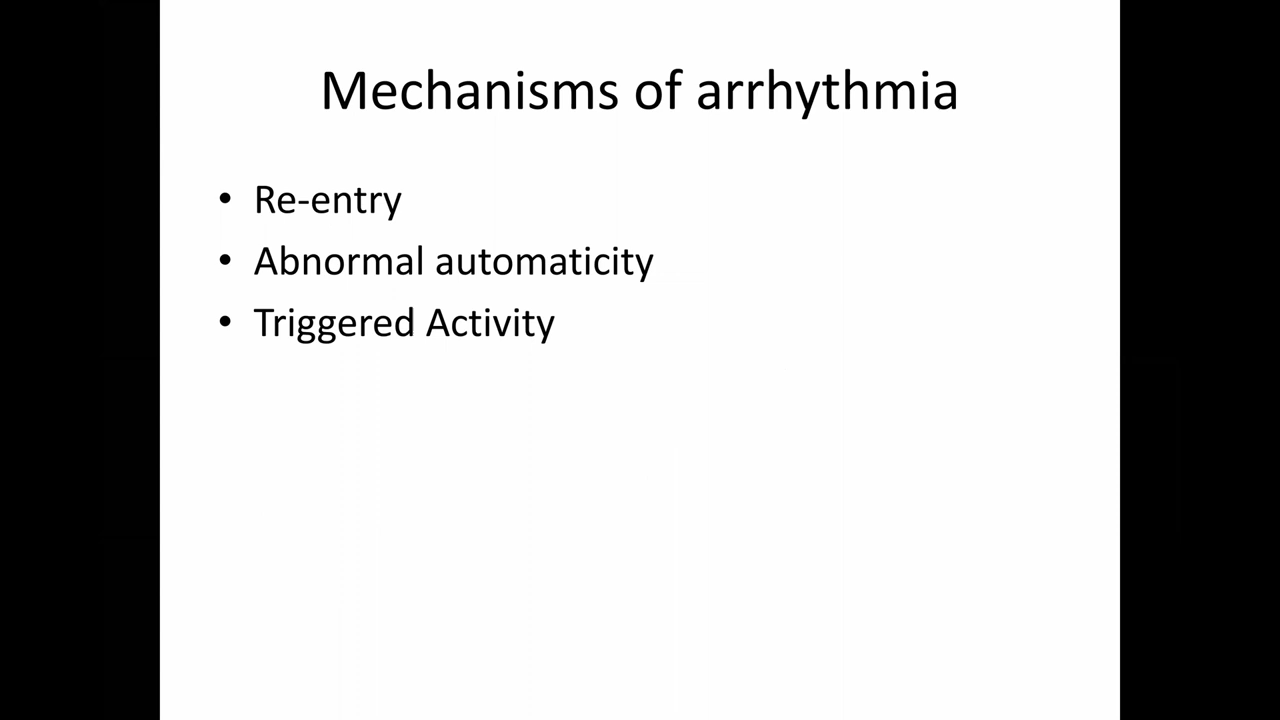 Mechanisms of arrhythmia
• Re-entry
• Abnormal automaticity
• Triggered Activity